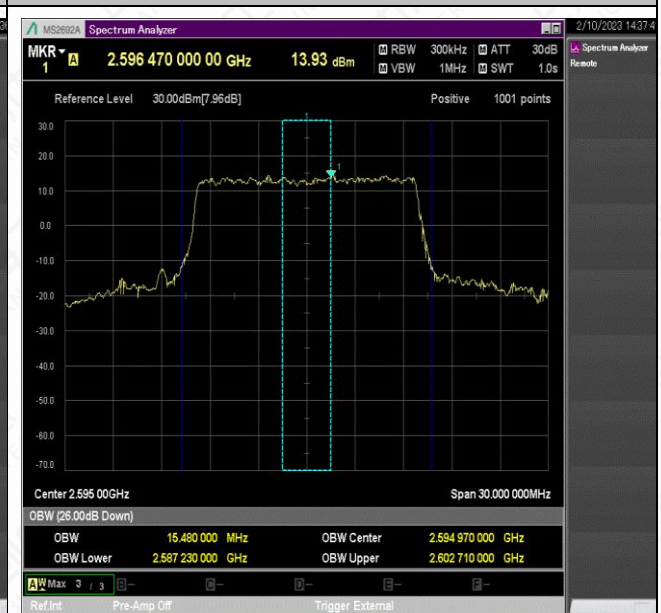 MS2692A Spectrum Analyzer
2/10/2023 14:37:4
MKR 1 A 2.596 470 000 00 GHz 13.93 dBm M RBW 300kHz M ATT 30dB
M VBW 1MHz M SWT 1.0s
Spectrum Analyzer
Remote
Reference Level 30.00dBm[7.96dB] Positive 1001 points
1
30.0
20.0
1
10.0
0.0
-10.0
-20.0
-30.0
-40.0
-50.0
-60.0
-70.0
Center 2.595 00GHz Span 30.000 000MHz
OBW (26.00dB Down)
OBW 15.480 000 MHz OBW Center 2.594 970 000 GHz
OBW Lower 2.587 230 000 GHz OBW Upper 2.602 710 000 GHz
A W Max 3 / 3 B- C- D- E- F-
Ref.Int Pre-Amp Off Trigger External